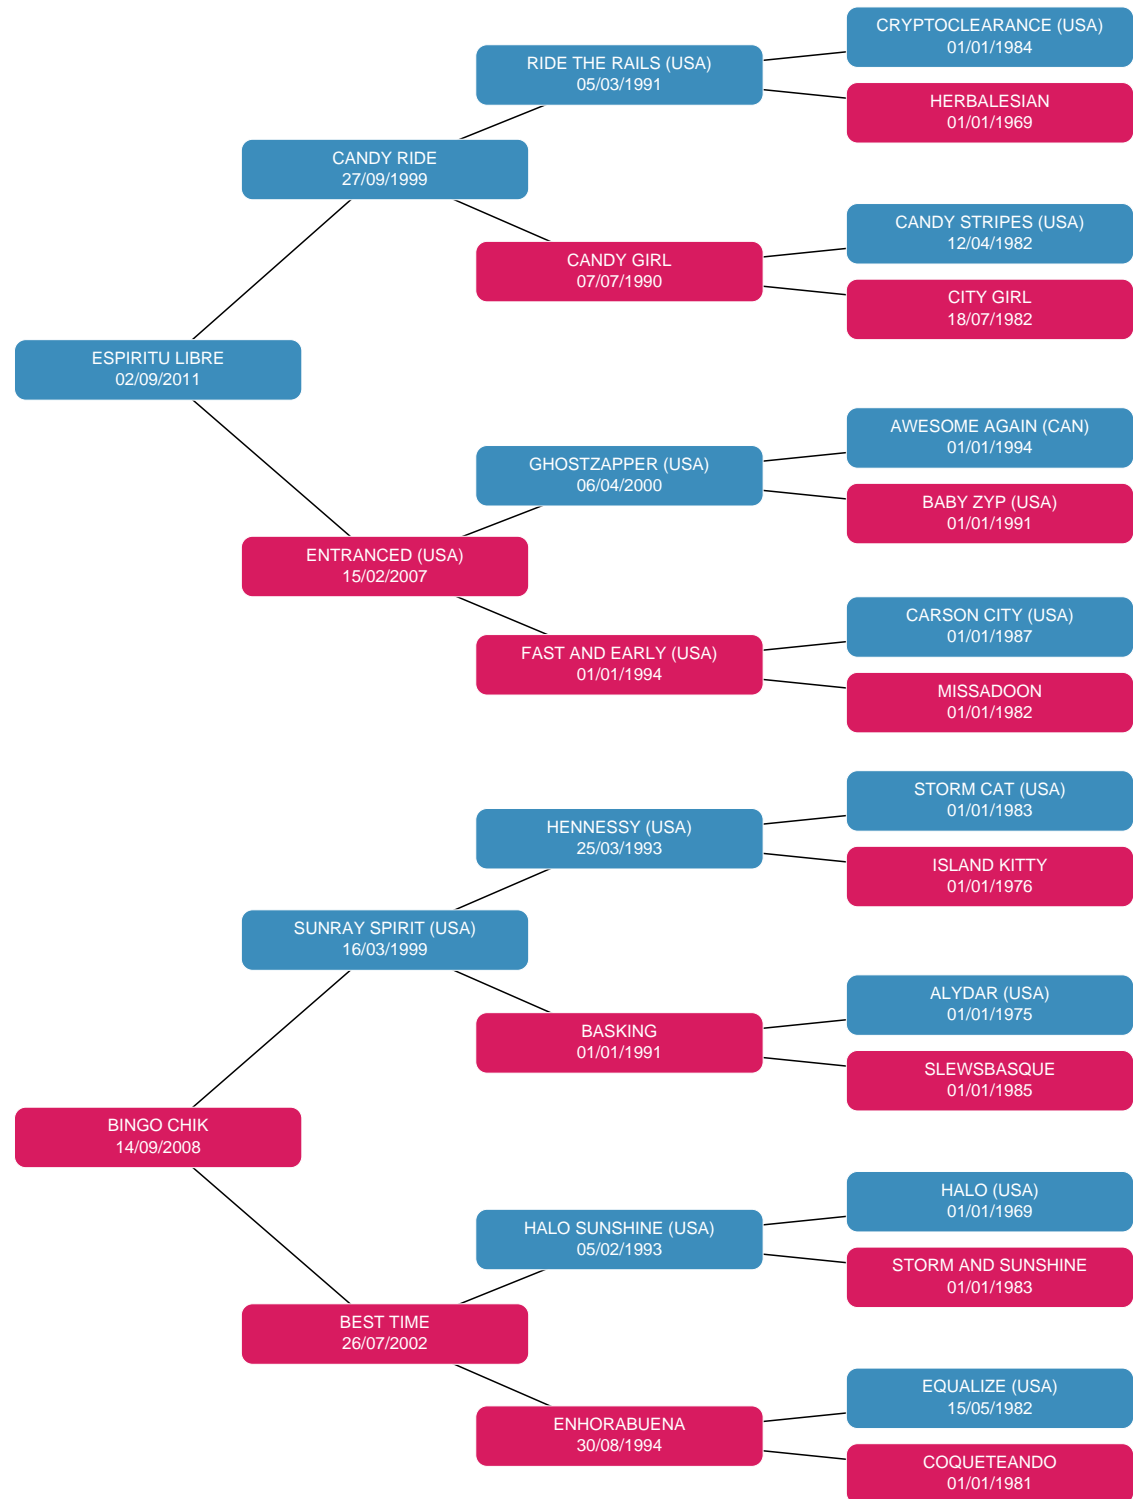 CRYPTOCLEARANCE (USA)
01/01/1984
RIDE THE RAILS (USA)
05/03/1991
HERBALESIAN
01/01/1969
CANDY RIDE
27/09/1999
CANDY STRIPES (USA)
12/04/1982
CANDY GIRL
07/07/1990
CITY GIRL
18/07/1982
ESPIRITU LIBRE
02/09/2011
AWESOME AGAIN (CAN)
01/01/1994
GHOSTZAPPER (USA)
06/04/2000
BABY ZYP (USA)
01/01/1991
ENTRANCED (USA)
15/02/2007
CARSON CITY (USA)
01/01/1987
FAST AND EARLY (USA)
01/01/1994
MISSADOON
01/01/1982
STORM CAT (USA)
01/01/1983
HENNESSY (USA)
25/03/1993
ISLAND KITTY
01/01/1976
SUNRAY SPIRIT (USA)
16/03/1999
ALYDAR (USA)
01/01/1975
BASKING
01/01/1991
SLEWSBASQUE
01/01/1985
BINGO CHIK
14/09/2008
HALO (USA)
01/01/1969
HALO SUNSHINE (USA)
05/02/1993
STORM AND SUNSHINE
01/01/1983
BEST TIME
26/07/2002
EQUALIZE (USA)
15/05/1982
ENHORABUENA
30/08/1994
COQUETEANDO
01/01/1981